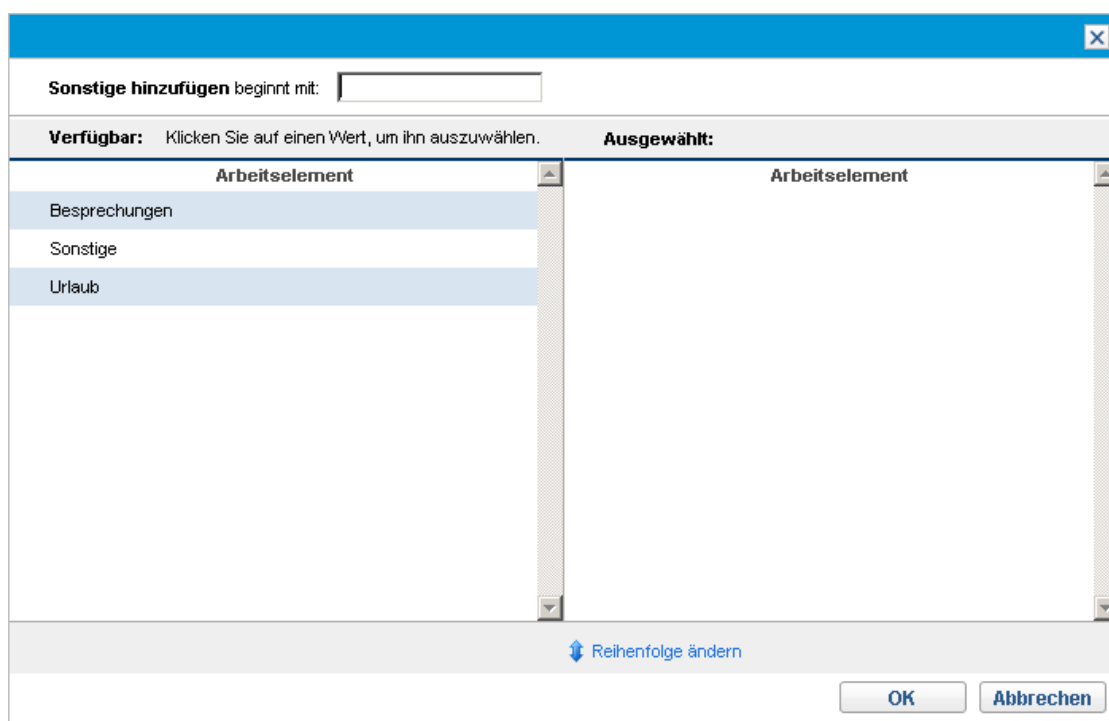 Sonstige hinzufügen beginnt mit:
Verfügbar: Klicken Sie auf einen Wert, um ihn auszuwählen. Ausgewählt:
Arbeitselement Arbeitselement
Besprechungen
Sonstige
Urlaub
Reihenfolge ändern
OK Abbrechen